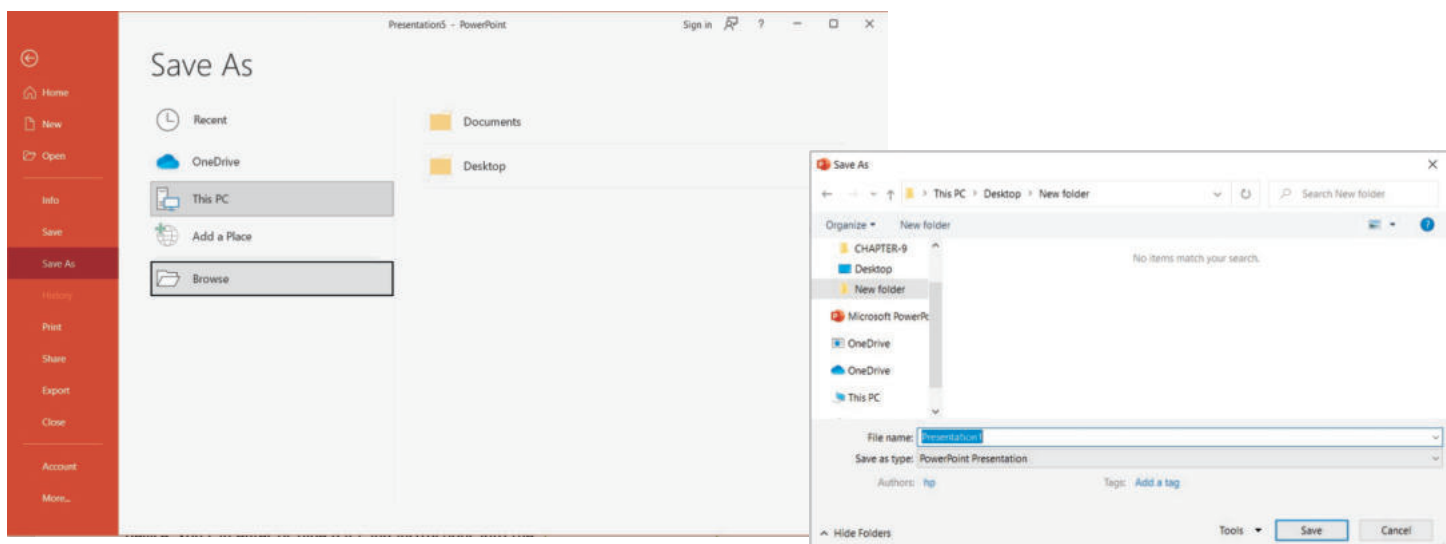 Presentation5 - PowerPoint
Sign in
?
Save As
Home
New
Open
Info
Save
Save As
History
Print
Share
Export
Close
Account
More...
Recent
OneDrive
This PC
Add a Place
Browse
Documents
Desktop
Save As
This PC > Desktop > New folder
Search New folder
Organize
New folder
CHAPTER-9
Desktop
New folder
Microsoft PowerPo
OneDrive
OneDrive
This PC
No items match your search.
File name: Presentation1
Save as type: PowerPoint Presentation
Authors: hp
Tags: Add a tag
Hide Folders
Tools
Save
Cancel